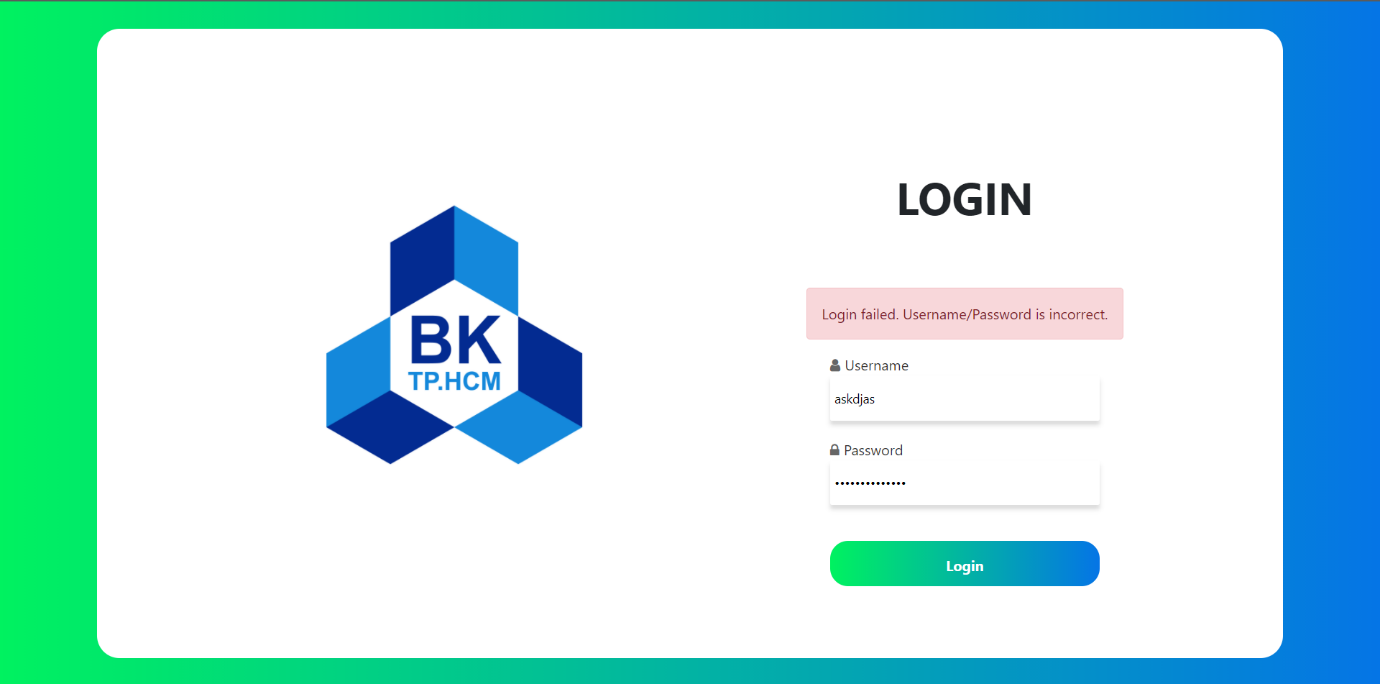 BK
TP.HCM
LOGIN
Login failed. Username/Password is incorrect.
Username
askdjas
Password
••••••••••••••
Login